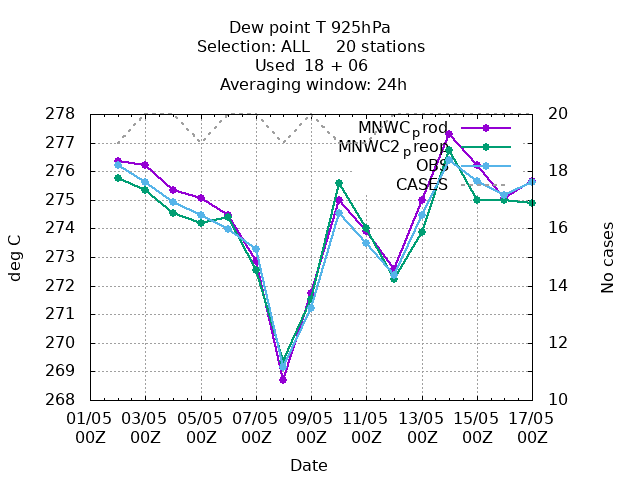 Dew point T 925hPa
Selection: ALL 20 stations
Used 18 + 06
Averaging window: 24h
278
277
276
275
274
273
272
271
270
269
268
20
18
16
14
12
10
deg C
No cases
MNWCprod
MNWC2preop
OBS
CASES
01/05 03/05 05/05 07/05 09/05 11/05 13/05 15/05 17/05
00Z 00Z 00Z 00Z 00Z 00Z 00Z 00Z 00Z
Date